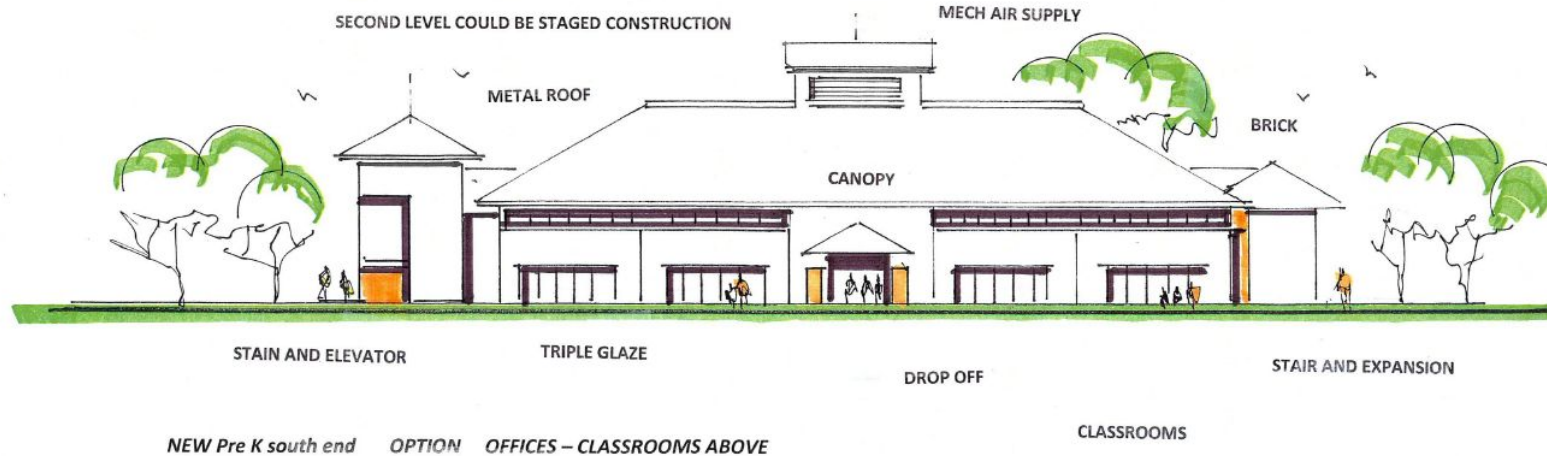 SECOND LEVEL COULD BE STAGED CONSTRUCTION
MECH AIR SUPPLY
METAL ROOF
BRICK
CANOPY
STAIN AND ELEVATOR
TRIPLE GLAZE
DROP OFF
STAIR AND EXPANSION
CLASSROOMS
NEW Pre K south end OPTION OFFICES – CLASSROOMS ABOVE